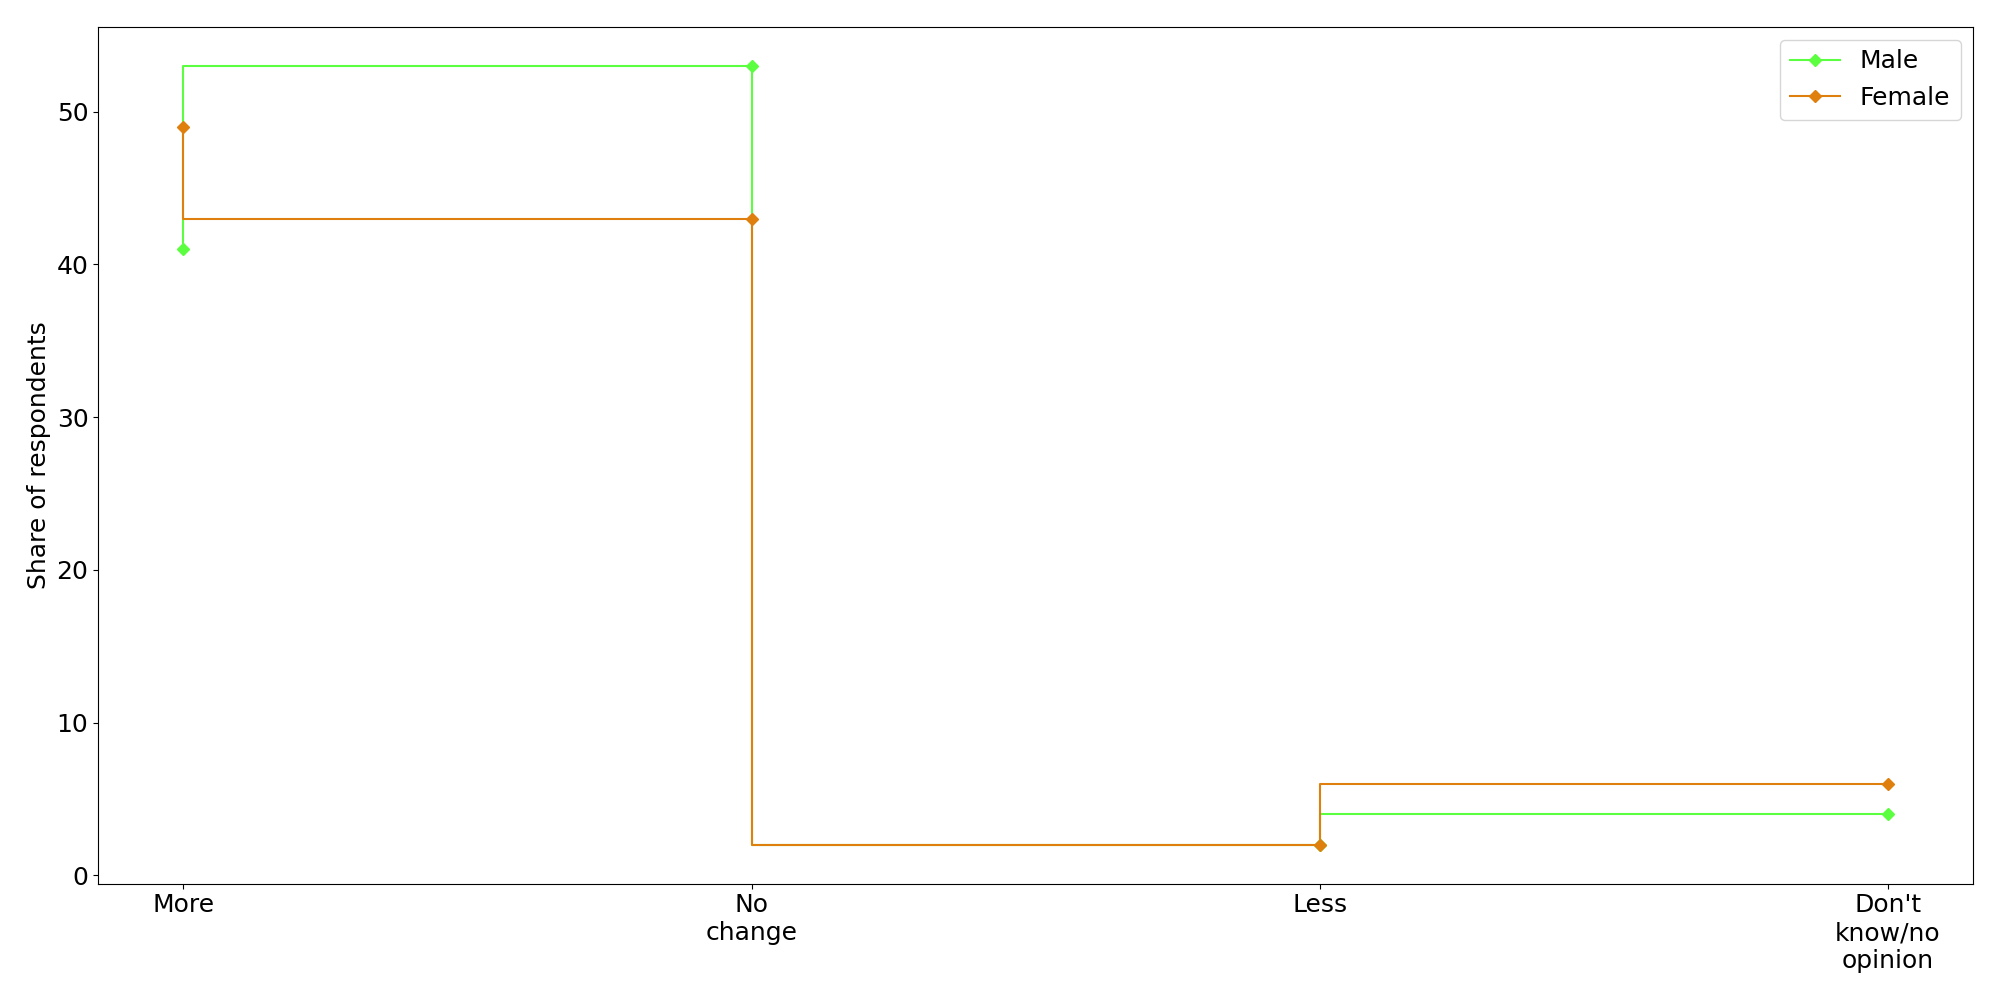 Male
Female
Share of respondents
50
40
30
20
10
0
More
No
change
Less
Don't
know/no
opinion